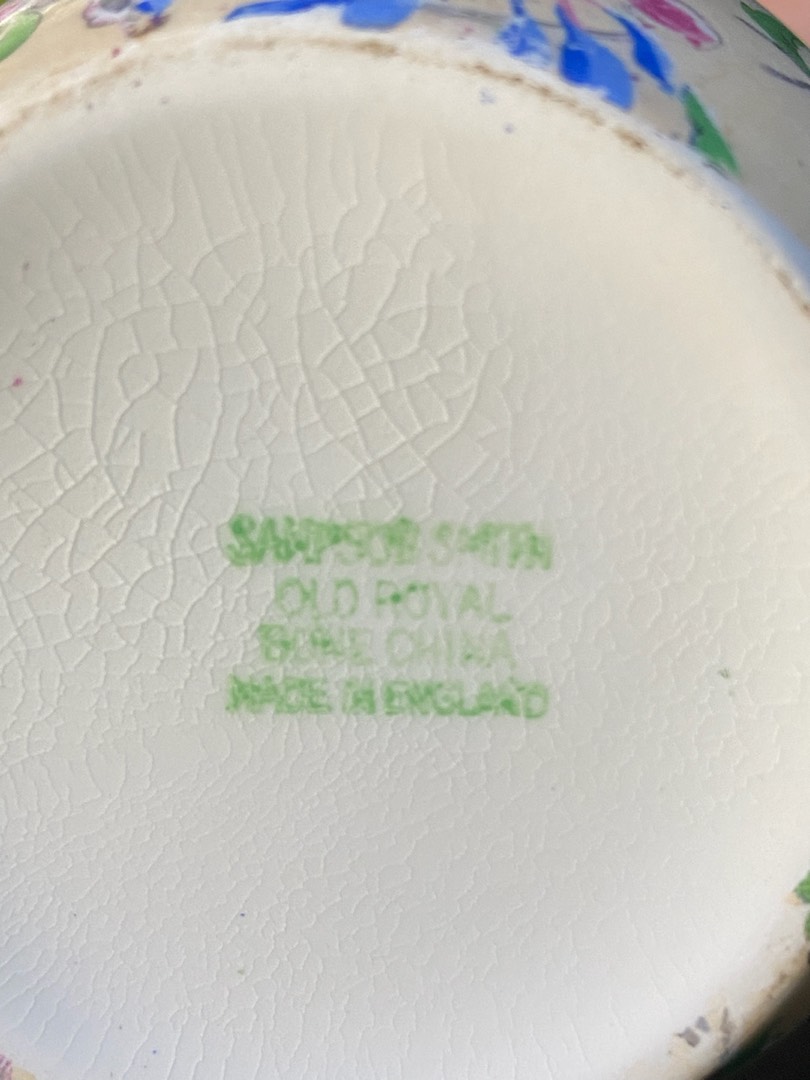 SAMPSON SMITH
OLD ROYAL
BONE CHINA
MADE IN ENGLAND